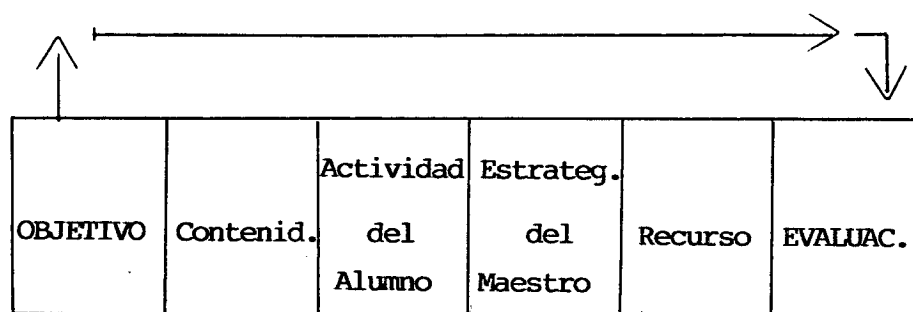 OBJETIVO
Contenid.
Actividad
del
Alumno
Estrateg.
del
Maestro
Recurso
EVALUAC.